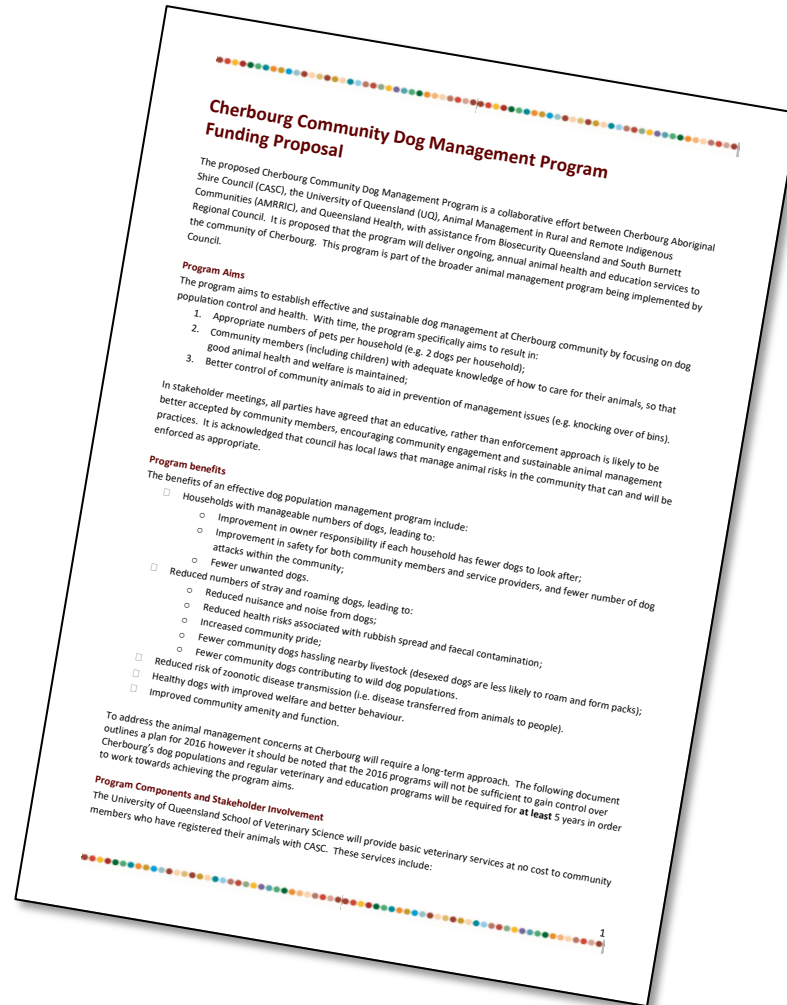 Cherbourg Community Dog Management Program
Funding Proposal
The proposed Cherbourg Community Dog Management Program is a collaborative effort between Cherbourg Aboriginal
Shire Council (CASC), the University of Queensland (UQ), Animal Management in Rural and Remote Indigenous
Communities (AMRRIC), and Queensland Health, with assistance from Biosecurity Queensland and South Burnett
Regional Council.  It is proposed that the program will deliver ongoing, annual animal health and education services to
the community of Cherbourg.  This program is part of the broader animal management program being implemented by
Council.
Program Aims
The program aims to establish effective and sustainable dog management at Cherbourg community by focusing on dog
population control and health.  With time, the program specifically aims to result in:
1. Appropriate numbers of pets per household (e.g. 2 dogs per household);
2. Community members (including children) with adequate knowledge of how to care for their animals, so that
good animal health and welfare is maintained;
3. Better control of community animals to aid in prevention of management issues (e.g. knocking over of bins).
In stakeholder meetings, all parties have agreed that an educative, rather than enforcement approach is likely to be
better accepted by community members, encouraging community engagement and sustainable animal management
practices.  It is acknowledged that council has local laws that manage animal risks in the community that can and will be
enforced as appropriate.
Program benefits
The benefits of an effective dog population management program include:
Households with manageable numbers of dogs, leading to:
o Improvement in owner responsibility if each household has fewer dogs to look after;
o Improvement in safety for both community members and service providers, and fewer number of dog
attacks within the community;
o Fewer unwanted dogs.
Reduced numbers of stray and roaming dogs, leading to:
o Reduced nuisance and noise from dogs;
o Reduced health risks associated with rubbish spread and faecal contamination;
o Increased community pride;
o Fewer community dogs hassling nearby livestock (desexed dogs are less likely to roam and form packs);
o Fewer community dogs contributing to wild dog populations.
Reduced risk of zoonotic disease transmission (i.e. disease transferred from animals to people).
Healthy dogs with improved welfare and better behaviour.
Improved community amenity and function.
To address the animal management concerns at Cherbourg will require a long-term approach.  The following document
outlines a plan for 2016 however it should be noted that the 2016 programs will not be sufficient to gain control over
Cherbourg's dog populations and regular veterinary and education programs will be required for at least 5 years in order
to work towards achieving the program aims.
Program Components and Stakeholder Involvement
The University of Queensland School of Veterinary Science will provide basic veterinary services at no cost to community
members who have registered their animals with CASC.  These services include:
1